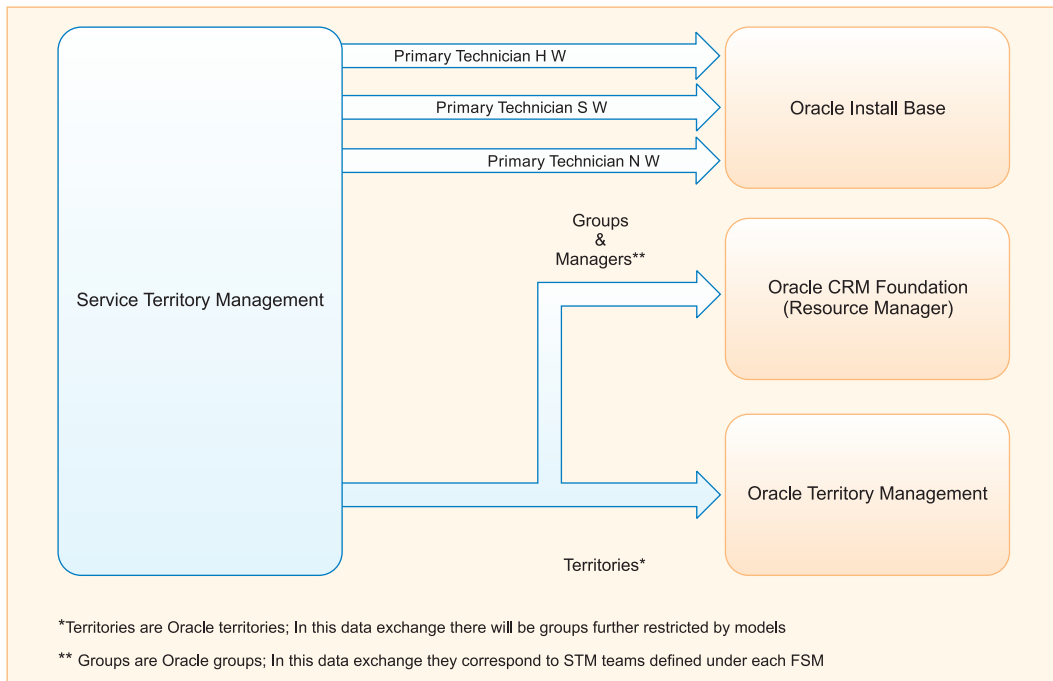 Primary Technician H W
Primary Technician S W
Primary Technician N W
Oracle Install Base
Groups
&
Managers**
Service Territory Management
Oracle CRM Foundation
(Resource Manager)
Oracle Territory Management
Territories*
*Territories are Oracle territories; In this data exchange there will be groups further restricted by models
** Groups are Oracle groups; In this data exchange they correspond to STM teams defined under each FSM